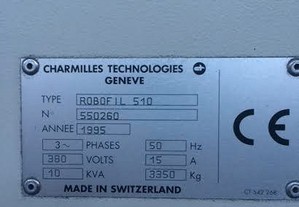 CHARMILLES TECHNOLOGIES
GENEVE
TYPE ROBOFIL 510
N° 550260
ANNEE 1995
3~ PHASES 50 Hz
380 VOLTS 15 A
10 KVA 3350 Kg
MADE IN SWITZERLAND
CE